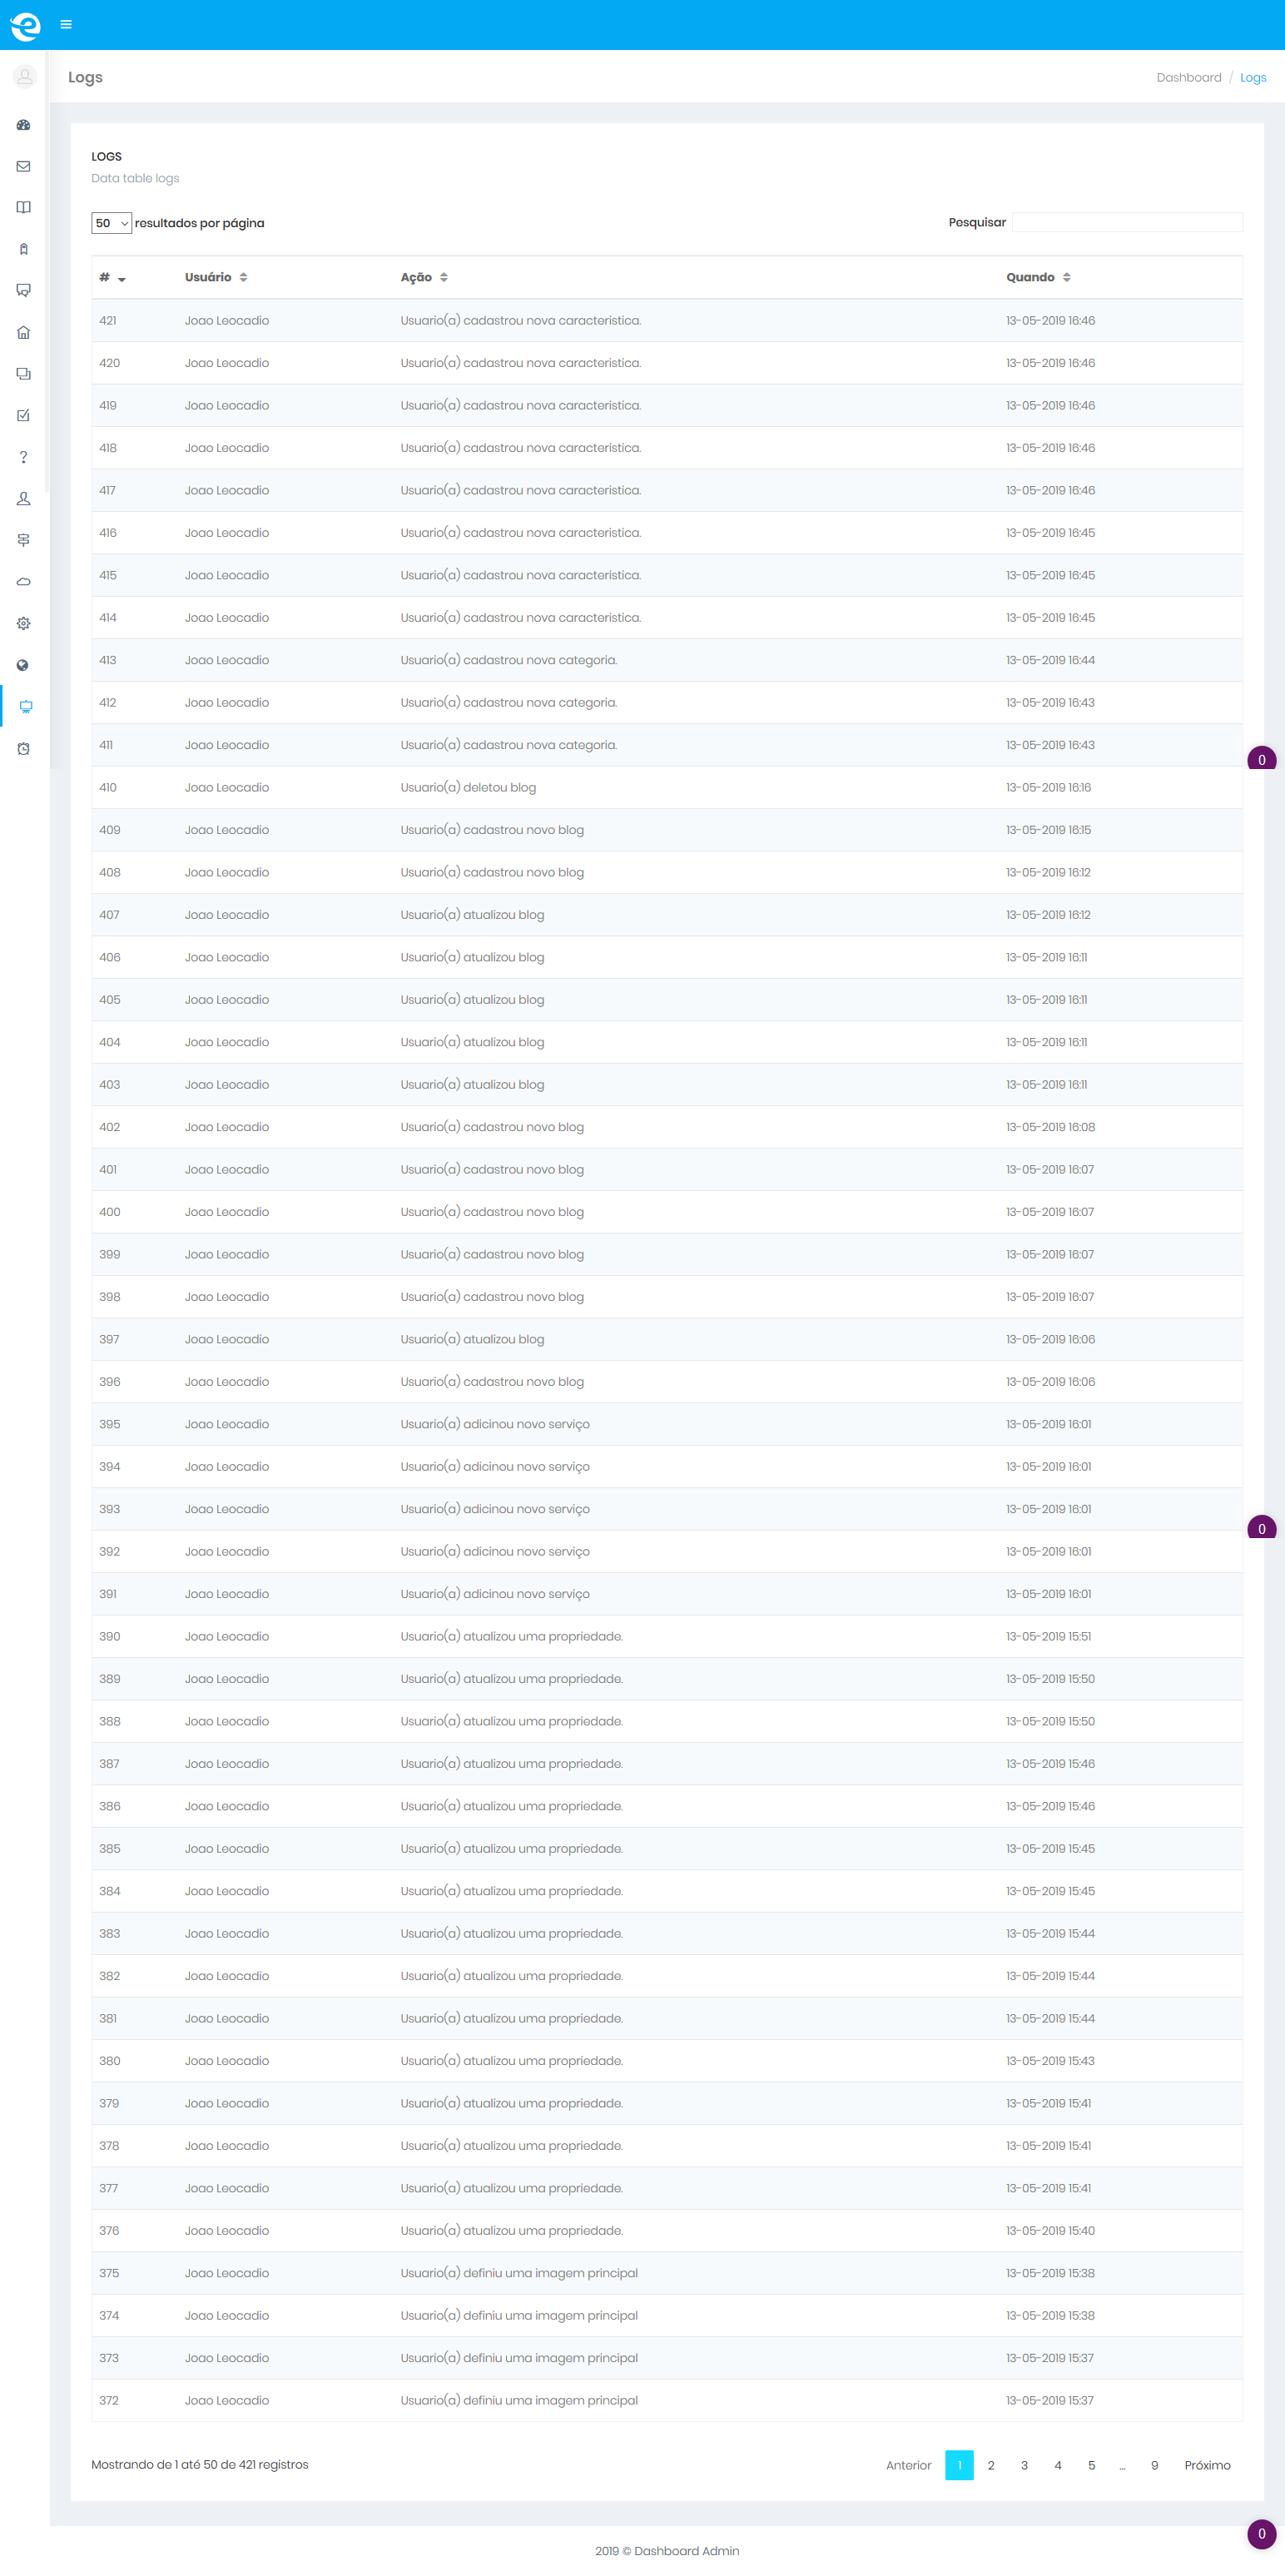 Logs
Dashboard / Logs
LOGS
Data table logs
50 resultados por página
Pesquisar
# Usuário Ação Quando
421 Joao Leocadio Usuario(a) cadastrou nova caracteristica. 13-05-2019 16:46
420 Joao Leocadio Usuario(a) cadastrou nova caracteristica. 13-05-2019 16:46
419 Joao Leocadio Usuario(a) cadastrou nova caracteristica. 13-05-2019 16:46
418 Joao Leocadio Usuario(a) cadastrou nova caracteristica. 13-05-2019 16:46
417 Joao Leocadio Usuario(a) cadastrou nova caracteristica. 13-05-2019 16:46
416 Joao Leocadio Usuario(a) cadastrou nova caracteristica. 13-05-2019 16:45
415 Joao Leocadio Usuario(a) cadastrou nova caracteristica. 13-05-2019 16:45
414 Joao Leocadio Usuario(a) cadastrou nova caracteristica. 13-05-2019 16:45
413 Joao Leocadio Usuario(a) cadastrou nova categoria. 13-05-2019 16:44
412 Joao Leocadio Usuario(a) cadastrou nova categoria. 13-05-2019 16:43
411 Joao Leocadio Usuario(a) cadastrou nova categoria. 13-05-2019 16:43
0
410 Joao Leocadio Usuario(a) deletou blog 13-05-2019 16:16
409 Joao Leocadio Usuario(a) cadastrou novo blog 13-05-2019 16:15
408 Joao Leocadio Usuario(a) cadastrou novo blog 13-05-2019 16:12
407 Joao Leocadio Usuario(a) atualizou blog 13-05-2019 16:12
406 Joao Leocadio Usuario(a) atualizou blog 13-05-2019 16:11
405 Joao Leocadio Usuario(a) atualizou blog 13-05-2019 16:11
404 Joao Leocadio Usuario(a) atualizou blog 13-05-2019 16:11
403 Joao Leocadio Usuario(a) atualizou blog 13-05-2019 16:11
402 Joao Leocadio Usuario(a) cadastrou novo blog 13-05-2019 16:08
401 Joao Leocadio Usuario(a) cadastrou novo blog 13-05-2019 16:07
400 Joao Leocadio Usuario(a) cadastrou novo blog 13-05-2019 16:07
399 Joao Leocadio Usuario(a) cadastrou novo blog 13-05-2019 16:07
398 Joao Leocadio Usuario(a) cadastrou novo blog 13-05-2019 16:07
397 Joao Leocadio Usuario(a) atualizou blog 13-05-2019 16:06
396 Joao Leocadio Usuario(a) cadastrou novo blog 13-05-2019 16:06
395 Joao Leocadio Usuario(a) adicinou novo serviço 13-05-2019 16:01
394 Joao Leocadio Usuario(a) adicinou novo serviço 13-05-2019 16:01
393 Joao Leocadio Usuario(a) adicinou novo serviço 13-05-2019 16:01
0
392 Joao Leocadio Usuario(a) adicinou novo serviço 13-05-2019 16:01
391 Joao Leocadio Usuario(a) adicinou novo serviço 13-05-2019 16:01
390 Joao Leocadio Usuario(a) atualizou uma propriedade. 13-05-2019 15:51
389 Joao Leocadio Usuario(a) atualizou uma propriedade. 13-05-2019 15:50
388 Joao Leocadio Usuario(a) atualizou uma propriedade. 13-05-2019 15:50
387 Joao Leocadio Usuario(a) atualizou uma propriedade. 13-05-2019 15:46
386 Joao Leocadio Usuario(a) atualizou uma propriedade. 13-05-2019 15:46
385 Joao Leocadio Usuario(a) atualizou uma propriedade. 13-05-2019 15:45
384 Joao Leocadio Usuario(a) atualizou uma propriedade. 13-05-2019 15:45
383 Joao Leocadio Usuario(a) atualizou uma propriedade. 13-05-2019 15:44
382 Joao Leocadio Usuario(a) atualizou uma propriedade. 13-05-2019 15:44
381 Joao Leocadio Usuario(a) atualizou uma propriedade. 13-05-2019 15:44
380 Joao Leocadio Usuario(a) atualizou uma propriedade. 13-05-2019 15:43
379 Joao Leocadio Usuario(a) atualizou uma propriedade. 13-05-2019 15:41
378 Joao Leocadio Usuario(a) atualizou uma propriedade. 13-05-2019 15:41
377 Joao Leocadio Usuario(a) atualizou uma propriedade. 13-05-2019 15:41
376 Joao Leocadio Usuario(a) atualizou uma propriedade. 13-05-2019 15:40
375 Joao Leocadio Usuario(a) definiu uma imagem principal 13-05-2019 15:38
374 Joao Leocadio Usuario(a) definiu uma imagem principal 13-05-2019 15:38
373 Joao Leocadio Usuario(a) definiu uma imagem principal 13-05-2019 15:37
372 Joao Leocadio Usuario(a) definiu uma imagem principal 13-05-2019 15:37
Mostrando de 1 até 50 de 421 registros
Anterior 1 2 3 4 5 ... 9 Próximo
0
2019 © Dashboard Admin